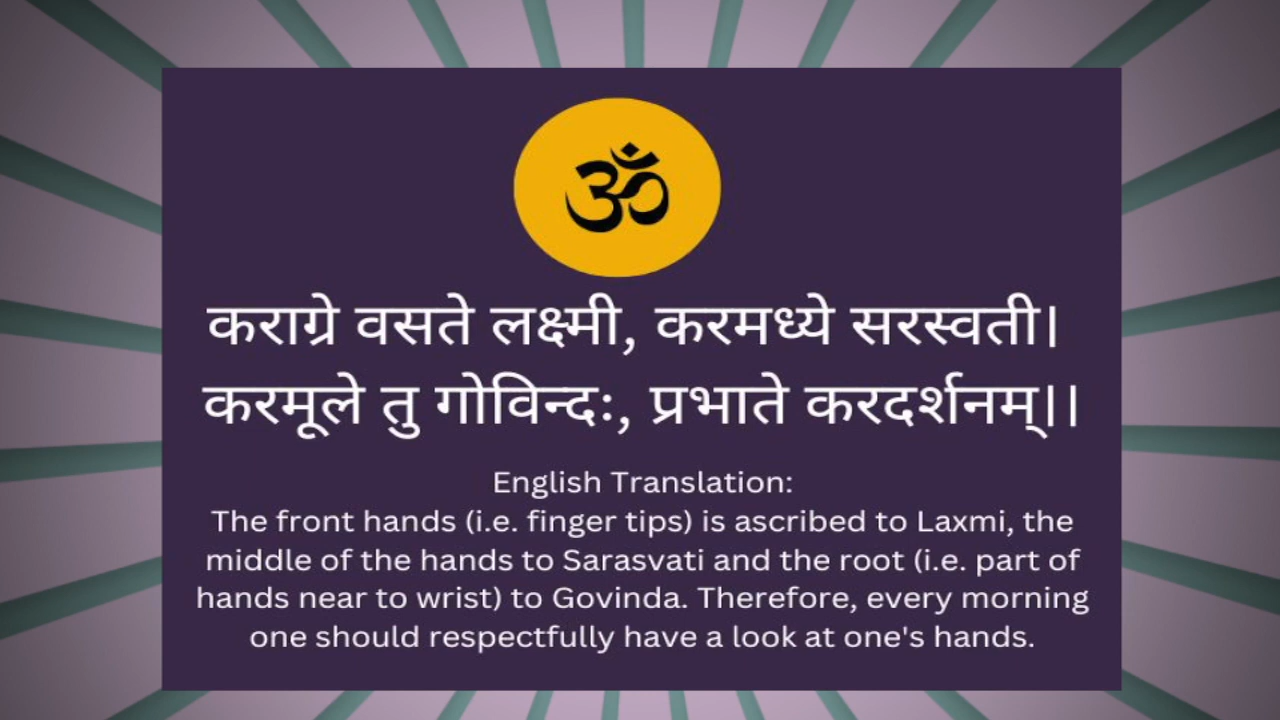 ॐ
कराग्रे वसते लक्ष्मी, करमध्ये सरस्वती।
करमूले तु गोविन्दः, प्रभाते करदर्शनम्।।
English Translation:
The front hands (i.e. finger tips) is ascribed to Laxmi, the
middle of the hands to Sarasvati and the root (i.e. part of
hands near to wrist) to Govinda. Therefore, every morning
one should respectfully have a look at one's hands.